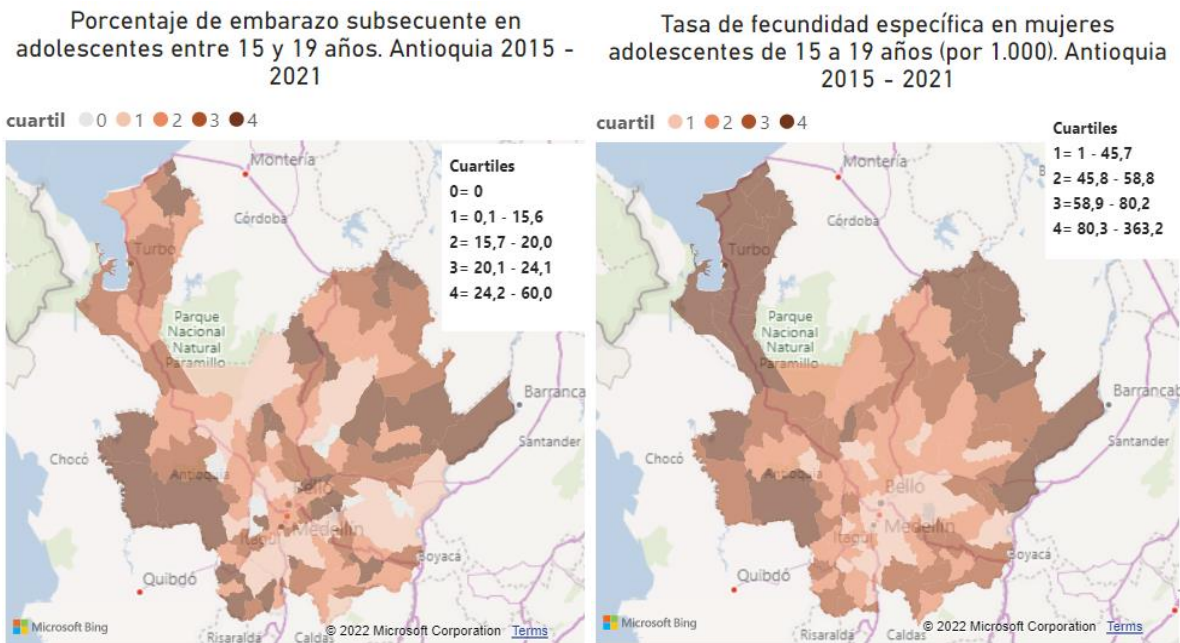 Porcentaje de embarazo subsecuente en
adolescentes entre 15 y 19 años. Antioquia 2015 -
2021
cuartil 0 1 2 3 4
Cuartiles
0= 0
1= 0,1 - 15,6
2= 15,7 - 20,0
3= 20,1 - 24,1
4= 24,2 - 60,0
Montería
Córdoba
Turbo
Parque
Nacional
Natural
Paramillo
Barranca
Santander
Chocó
Antioquia
Bello
Medellín
Itagüí
Boyacá
Quibdó
Risaralda
Caldas
Microsoft Bing
© 2022 Microsoft Corporation Terms
Tasa de fecundidad específica en mujeres
adolescentes de 15 a 19 años (por 1.000). Antioquia
2015 - 2021
cuartil 1 2 3 4
Cuartiles
1= 1 - 45,7
2= 45,8 - 58,8
3=58,9 - 80,2
4= 80,3 - 363,2
Montería
B
Córdoba
Turbo
Parque
Nacional
Natural
Paramillo
Barrancab
Santander
Chocó
Antioquia
Bello
Medellín
Itagüí
Boyacá
Quibdó
Risaralda
Caldas
Microsoft Bing
© 2022 Microsoft Corporation Terms